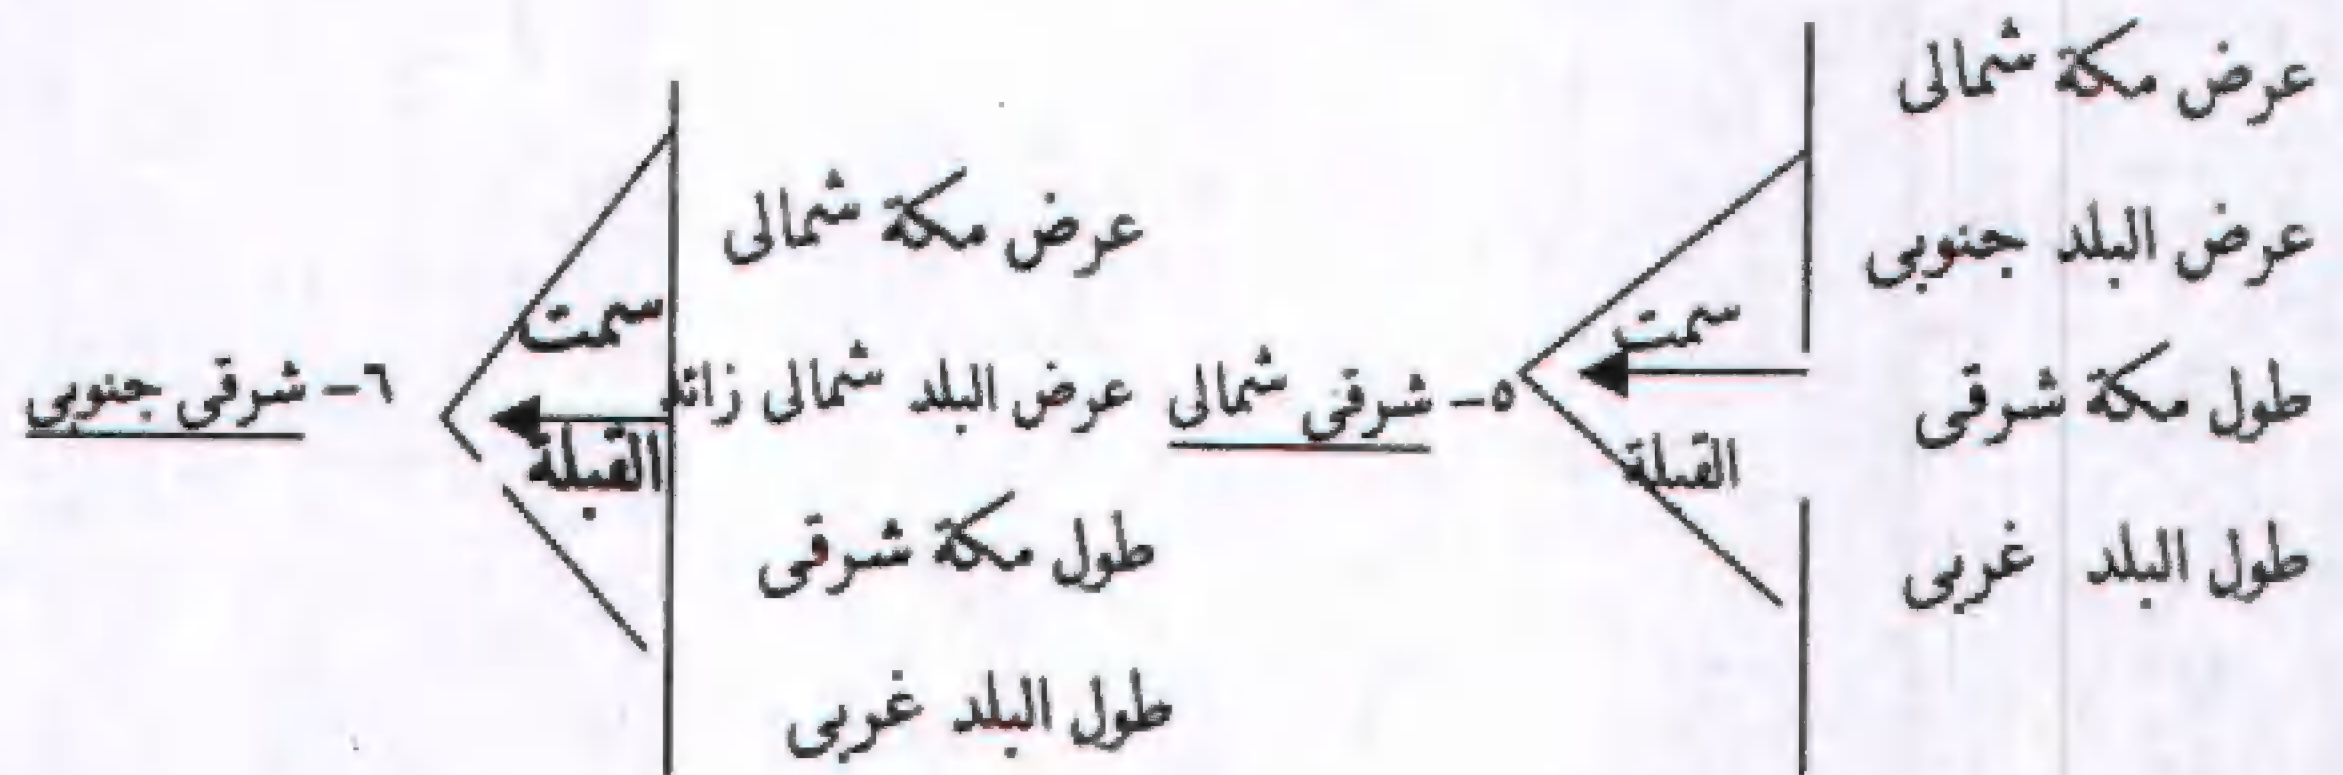 عرض مكة شمالى
عرض البلد جنوبى
طول مكة شرقى
طول البلد غربى
سمت
القبلة
٥- شرقى شمالى
عرض مكة شمالى
عرض البلد شمالى زائد
طول مكة شرقى
طول البلد غربى
سمت
القبلة
٦- شرقى جنوبى